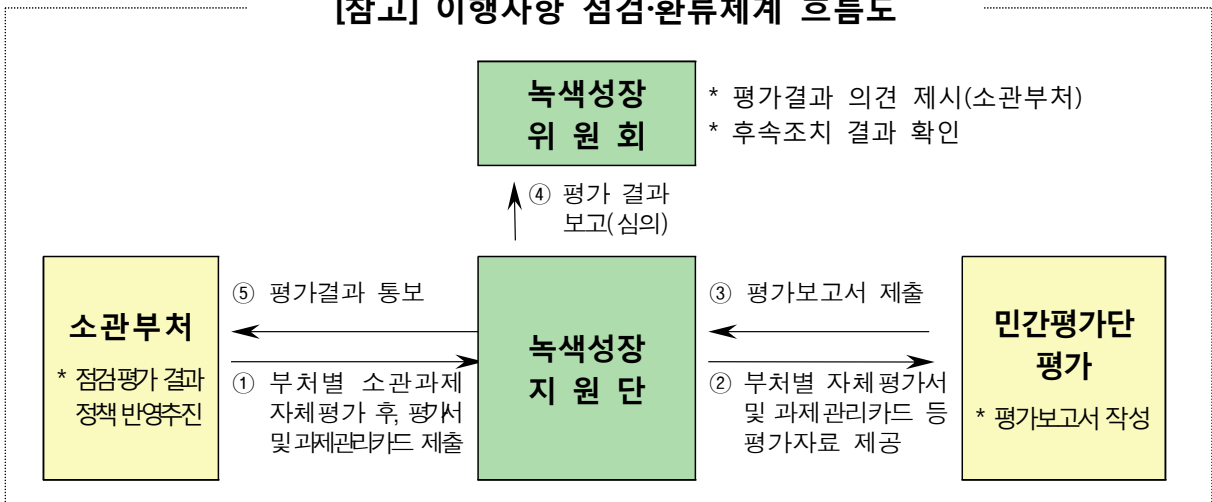 [참고] 이행사항 점검·환류체계 흐름도
녹색성장
위 원 회
* 평가결과 의견 제시(소관부처)
* 후속조치 결과 확인
④ 평가 결과
보고(심의)
소관부처
* 점검평가 결과
정책 반영추진
⑤ 평가결과 통보
① 부처별 소관과제
자체평가 후, 평가서
및 과제관리카드 제출
녹색성장
지 원 단
③ 평가보고서 제출
② 부처별 자체평가서
및 과제관리카드 등
평가자료 제공
민간평가단
평가
* 평가보고서 작성